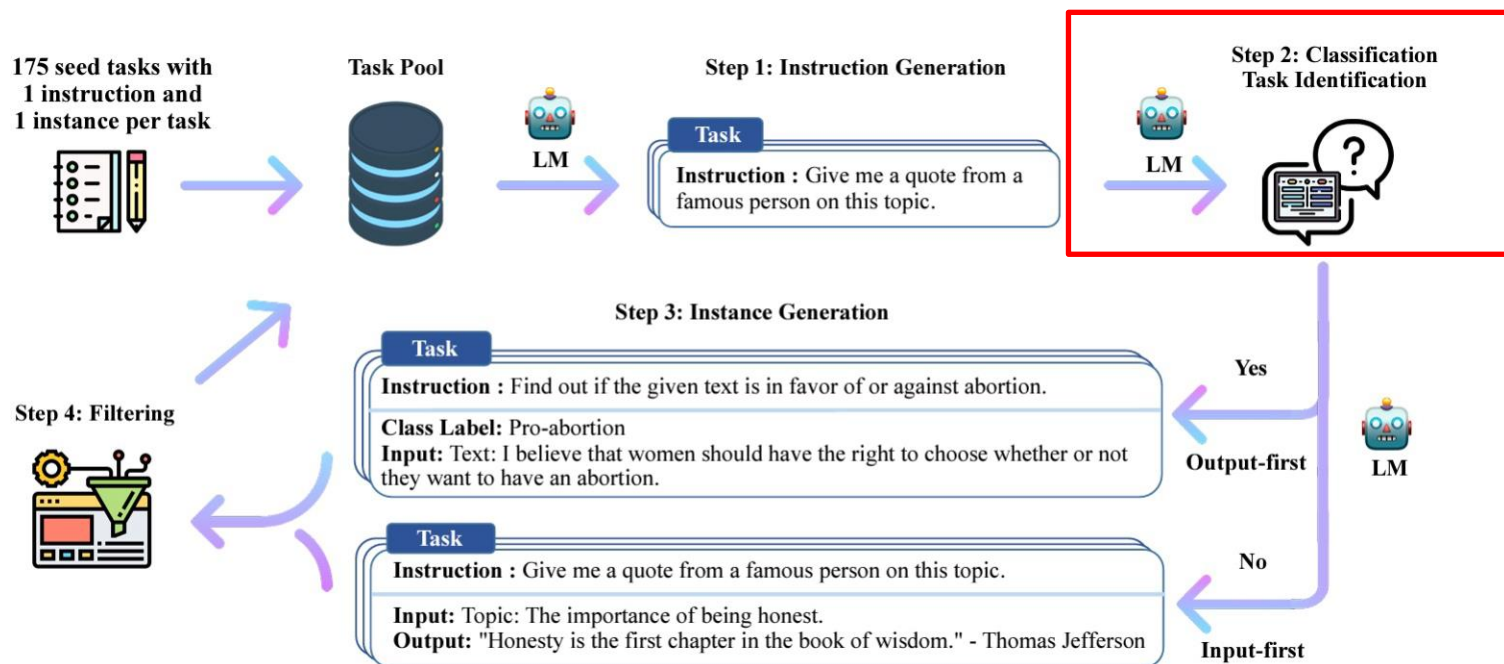 175 seed tasks with
1 instruction and
1 instance per task
Task Pool
LM
Step 1: Instruction Generation
Task
Instruction : Give me a quote from a
famous person on this topic.
LM
Step 2: Classification
Task Identification
Step 3: Instance Generation
Task
Instruction : Find out if the given text is in favor of or against abortion.
Class Label: Pro-abortion
Input: Text: I believe that women should have the right to choose whether or not
they want to have an abortion.
Yes
Output-first
LM
Step 4: Filtering
Task
Instruction : Give me a quote from a famous person on this topic.
Input: Topic: The importance of being honest.
Output: "Honesty is the first chapter in the book of wisdom." - Thomas Jefferson
No
Input-first